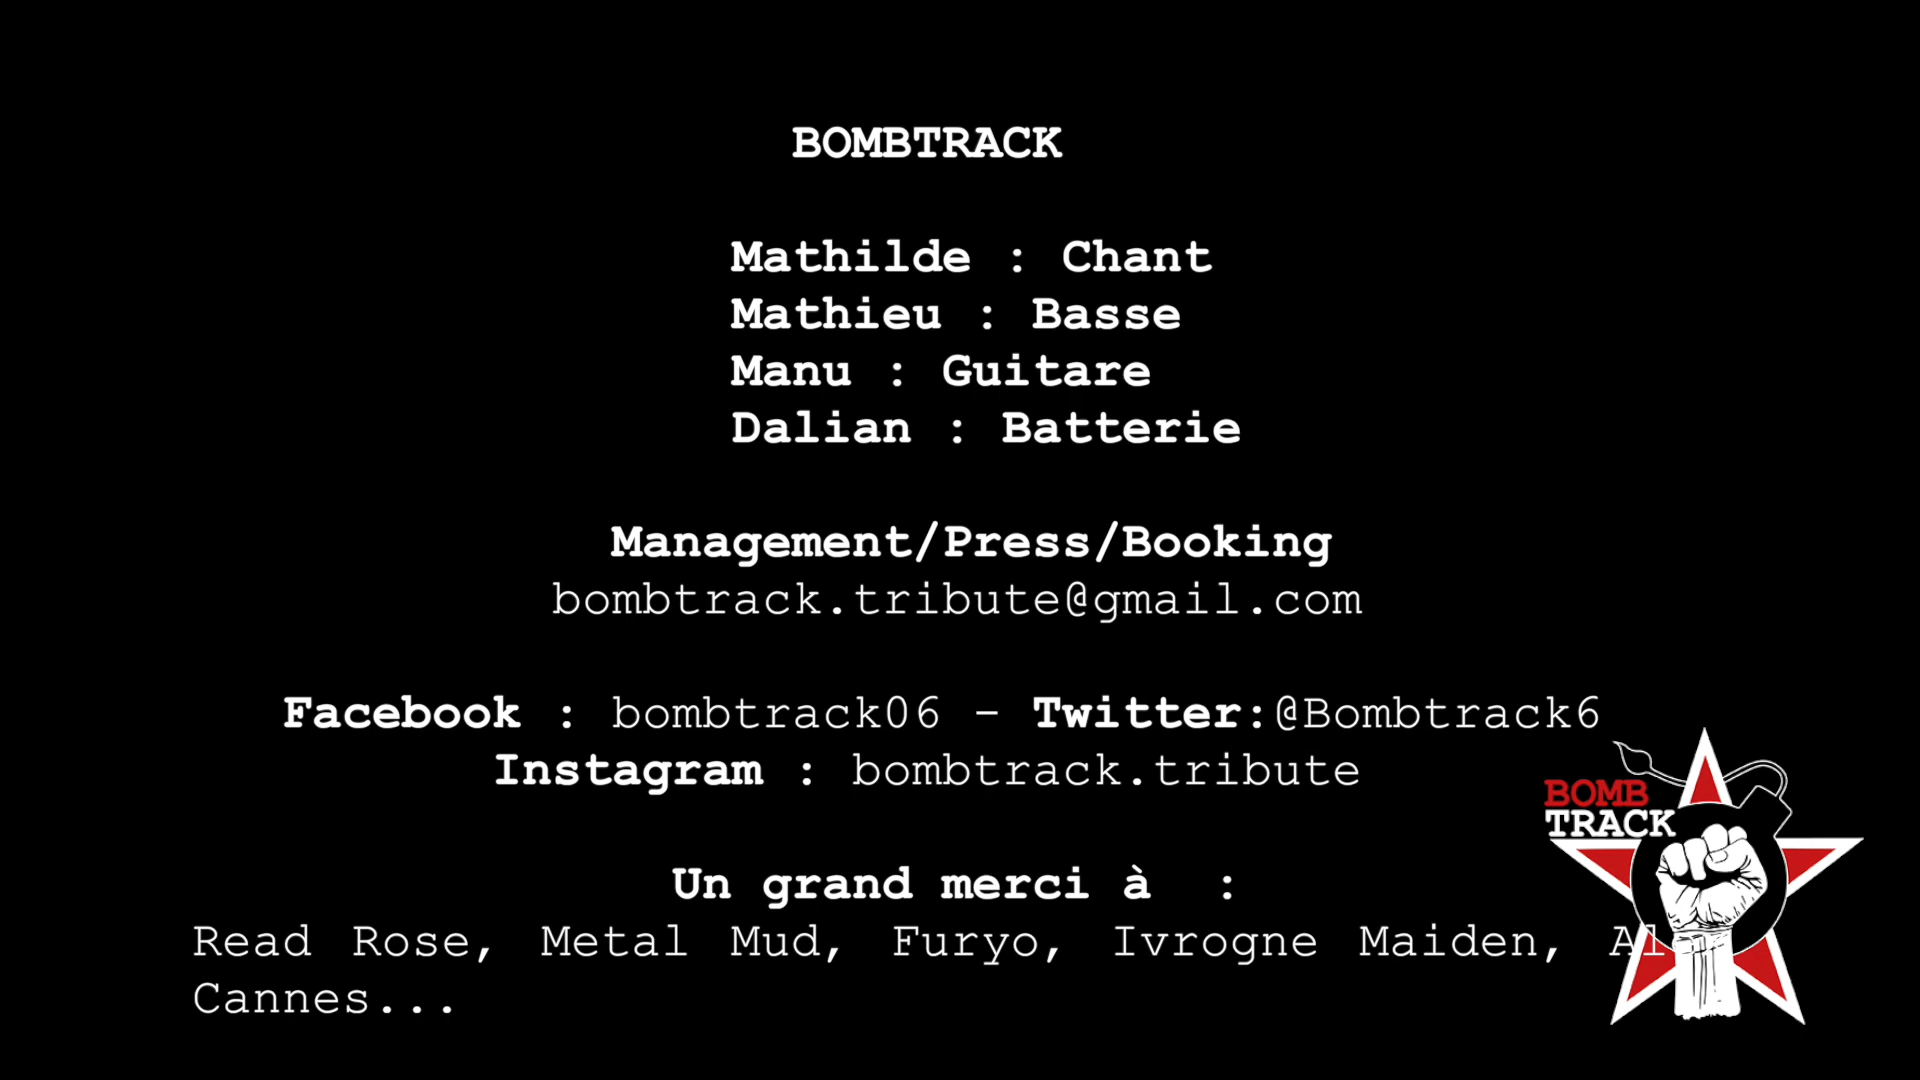 BOMBTRACK
Mathilde : Chant
Mathieu : Basse
Manu : Guitare
Dalian : Batterie
Management/Press/Booking
bombtrack.tribute@gmail.com
Facebook : bombtrack06 - Twitter:@Bombtrack6
Instagram : bombtrack.tribute
Un grand merci à  :
Read Rose, Metal Mud, Furyo, Ivrogne Maiden,
Cannes...
BOMB
TRACK